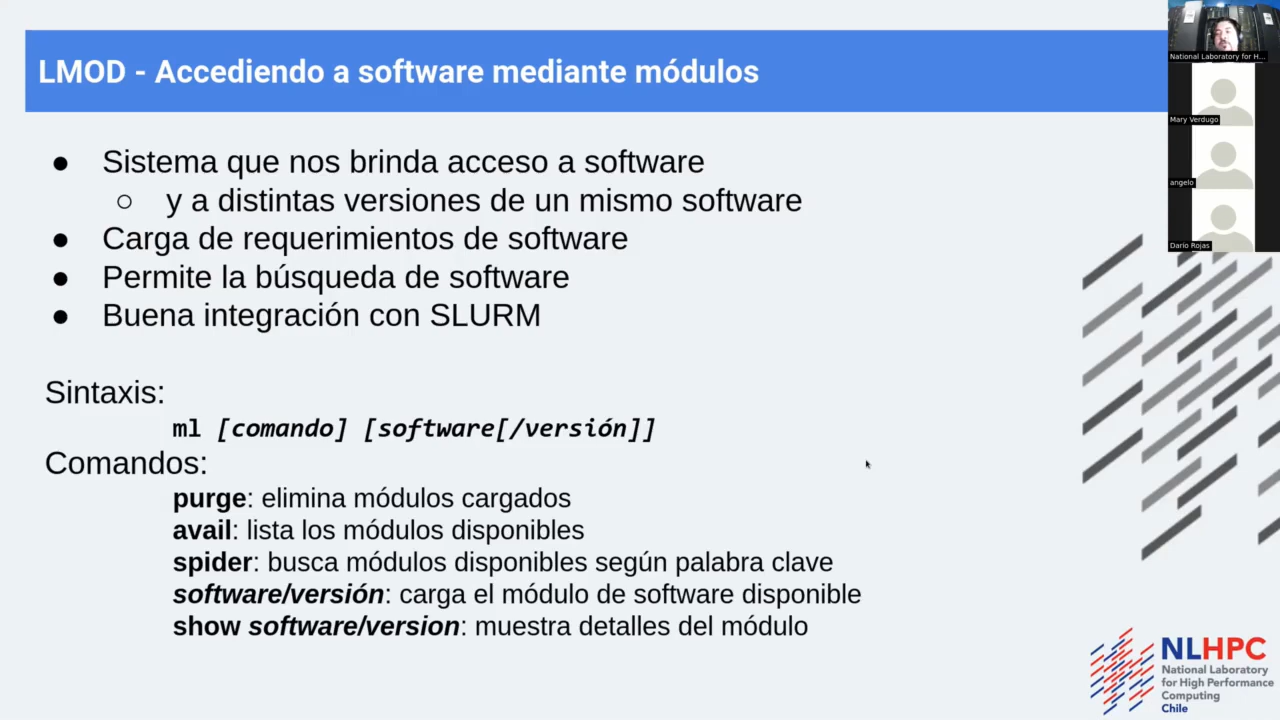 LMOD - Accediendo a software mediante módulos
● Sistema que nos brinda acceso a software
○ y a distintas versiones de un mismo software
● Carga de requerimientos de software
● Permite la búsqueda de software
● Buena integración con SLURM
Sintaxis:
ml [comando] [software[/versión]]
Comandos:
purge: elimina módulos cargados
avail: lista los módulos disponibles
spider: busca módulos disponibles según palabra clave
software/versión: carga el módulo de software disponible
show software/version: muestra detalles del módulo
National Laboratory for H...
Mary Verdugo
angelo
Darío Rojas
NLHPC
National Laboratory
for High Performance
Computing
Chile